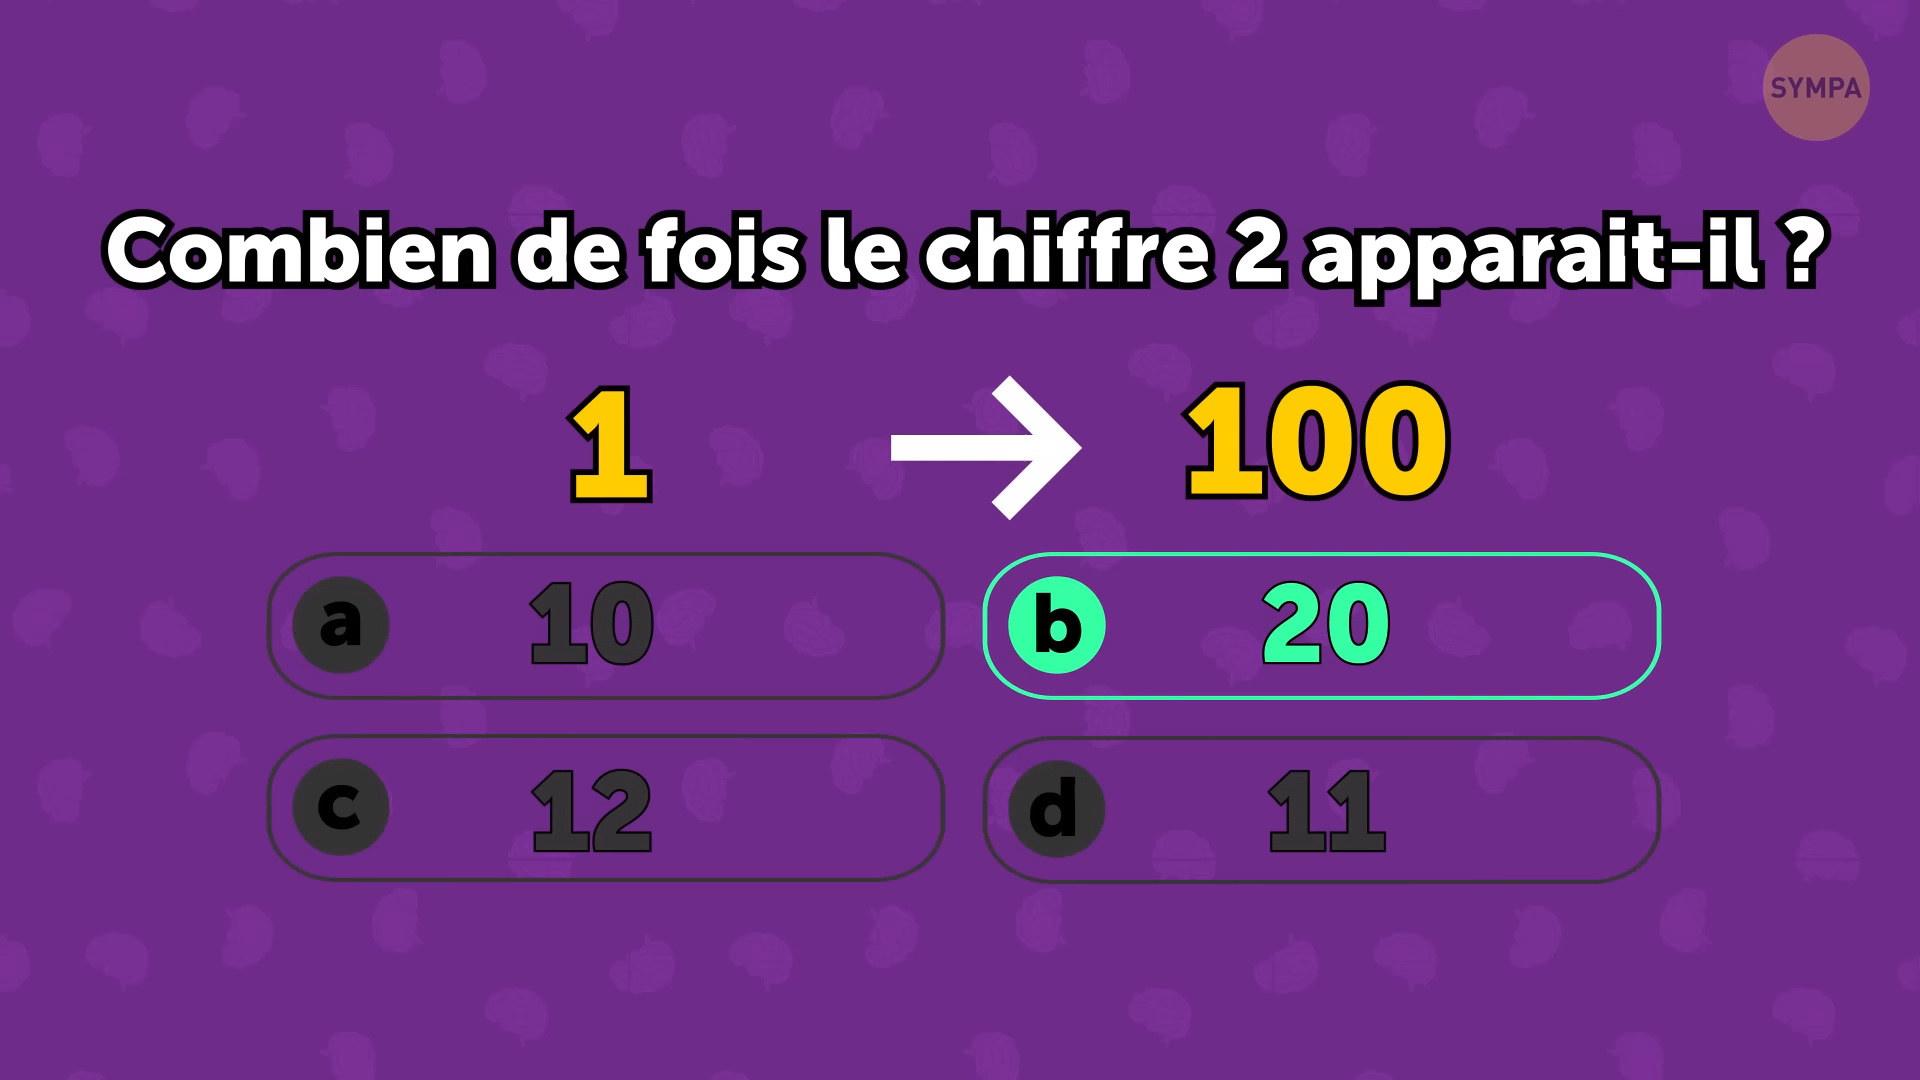 SYMPA
Combien de fois le chiffre 2 apparait-il ?
1 → 100
a 10
b 20
c 12
d 11